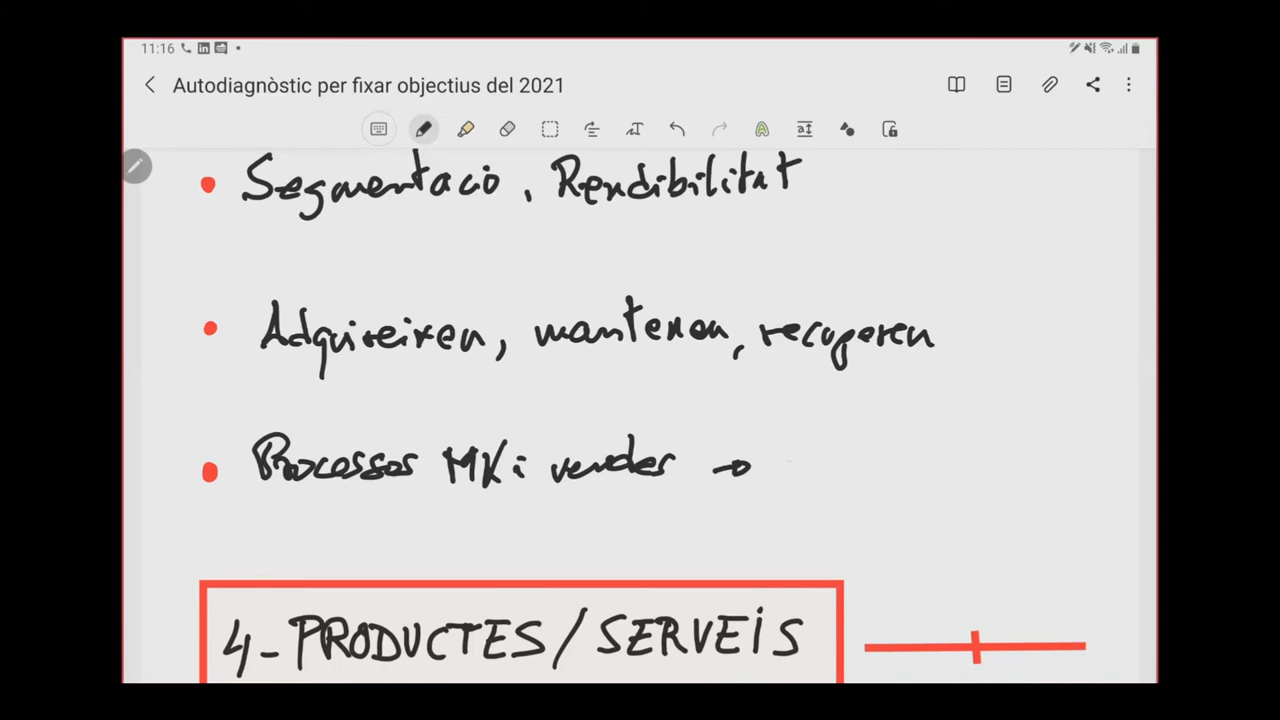 11:16
Autodiagnòstic per fixar objectius del 2021
• Segmentació, Rendibilitat
• Adquireixen, mantenen, recuperen
• Processos MK i vendes →
4- PRODUCTES / SERVEIS